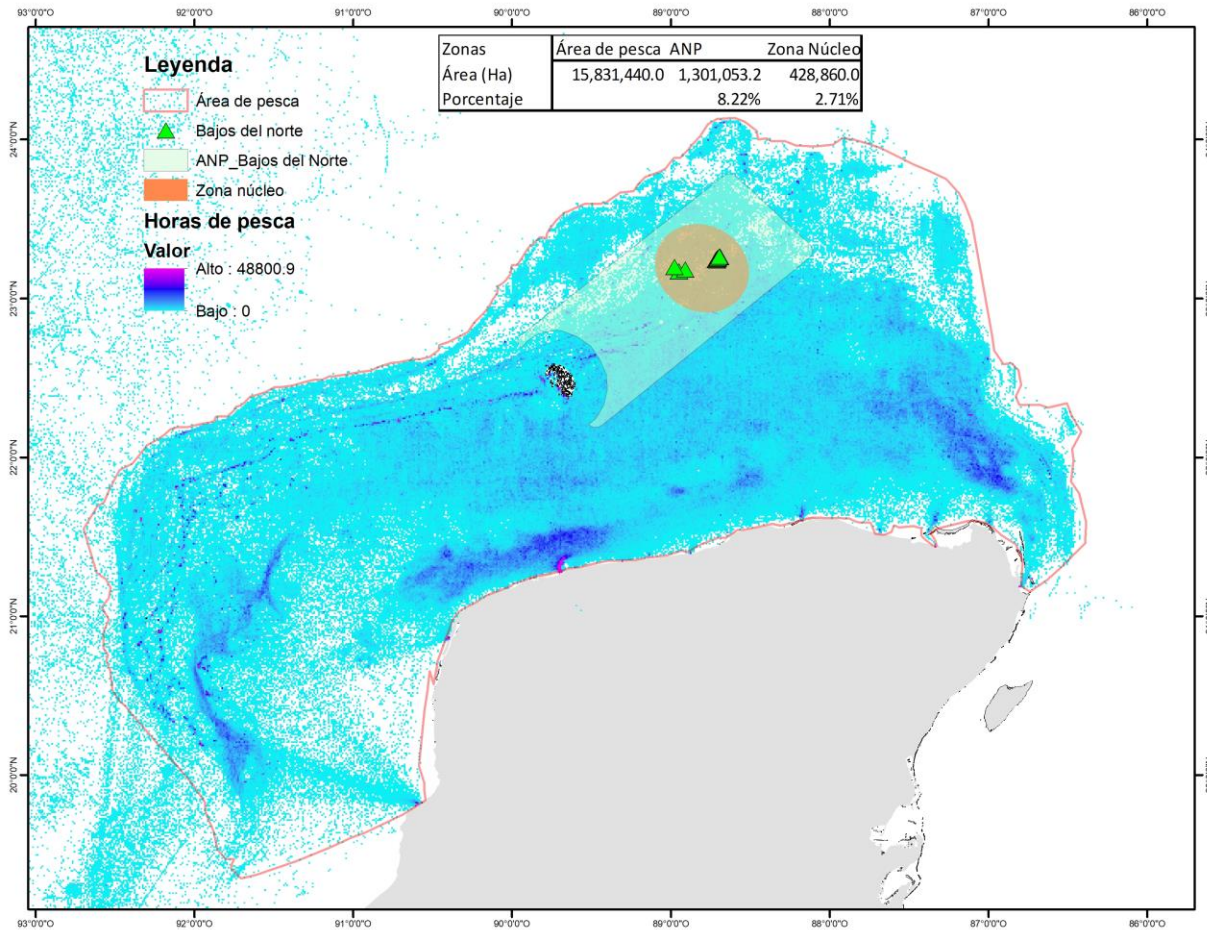 93°0'0"O 92°0'0"O 91°0'0"O 90°0'0"O 89°0'0"O 88°0'0"O 87°0'0"O 86°0'0"O
Zonas Área de pesca ANP Zona Núcleo
Área (Ha) 15,831,440.0 1,301,053.2 428,860.0
Porcentaje 8.22% 2.71%
Leyenda
Área de pesca
Bajos del norte
ANP_Bajos del Norte
Zona núcleo
Horas de pesca
Valor
Alto : 48800.9
Bajo : 0
24°0'0"N
23°0'0"N
22°0'0"N
21°0'0"N
20°0'0"N
93°0'0"O 92°0'0"O 91°0'0"O 90°0'0"O 89°0'0"O 88°0'0"O 87°0'0"O 86°0'0"O